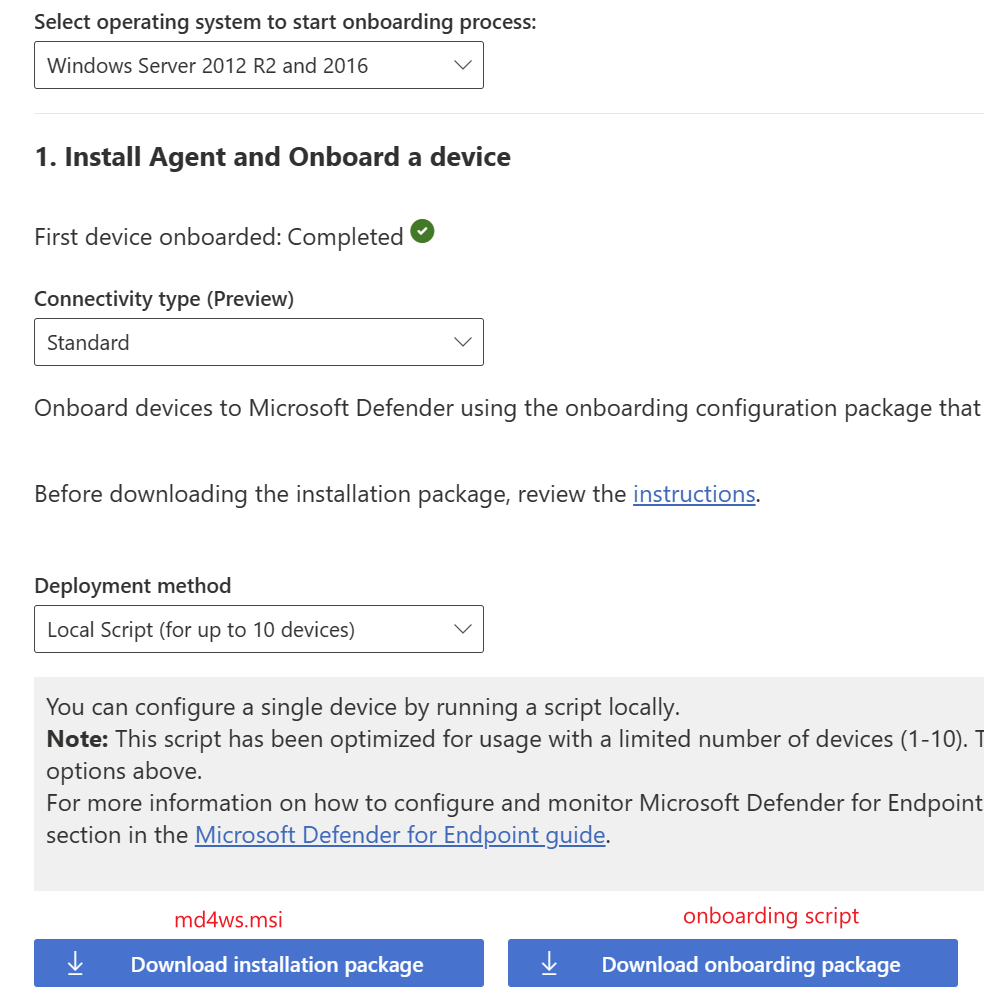 Select operating system to start onboarding process:
Windows Server 2012 R2 and 2016
1. Install Agent and Onboard a device
First device onboarded: Completed
Connectivity type (Preview)
Standard
Onboard devices to Microsoft Defender using the onboarding configuration package that
Before downloading the installation package, review the instructions.
Deployment method
Local Script (for up to 10 devices)
You can configure a single device by running a script locally.
Note: This script has been optimized for usage with a limited number of devices (1-10). T
options above.
For more information on how to configure and monitor Microsoft Defender for Endpoint
section in the Microsoft Defender for Endpoint guide.
md4ws.msi
onboarding script
Download installation package
Download onboarding package